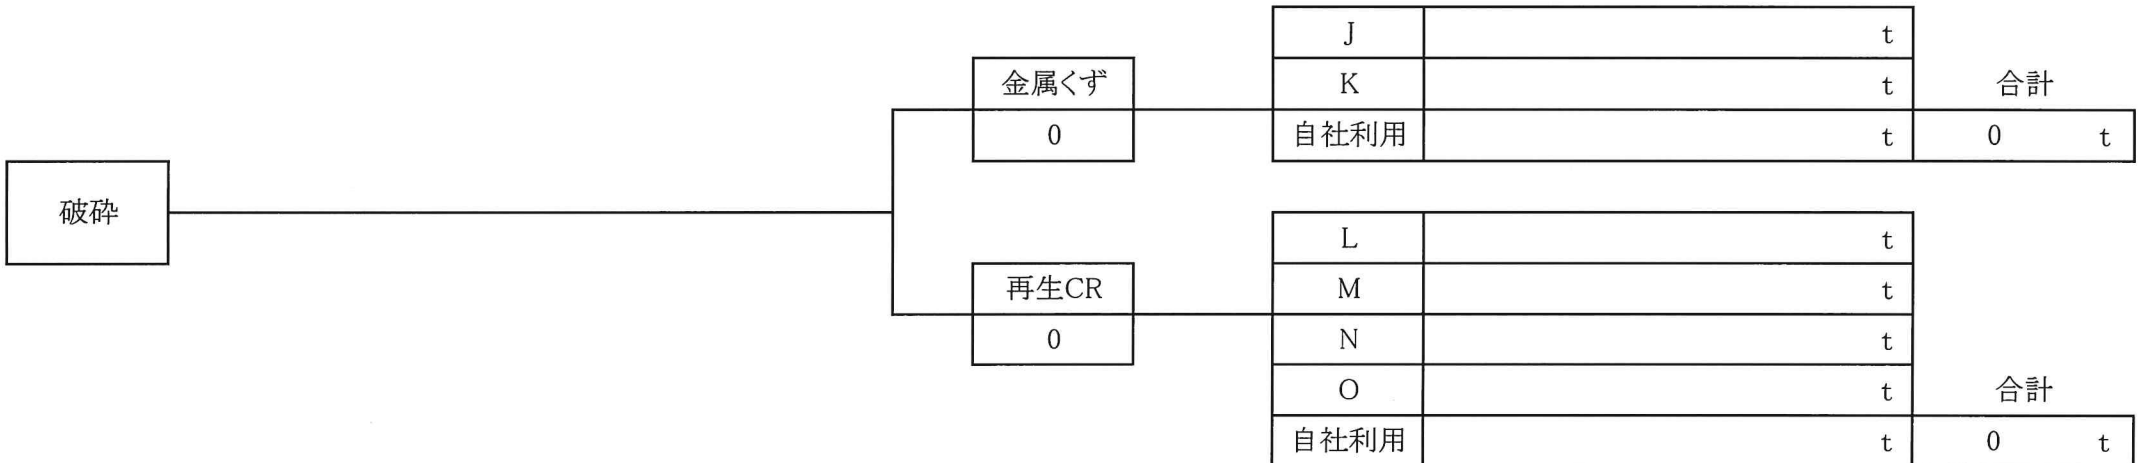 J t
金属くず K t 合計
0 自社利用 t 0 t
破砕
L t
再生CR M t
0 N t
O t 合計
自社利用 t 0 t